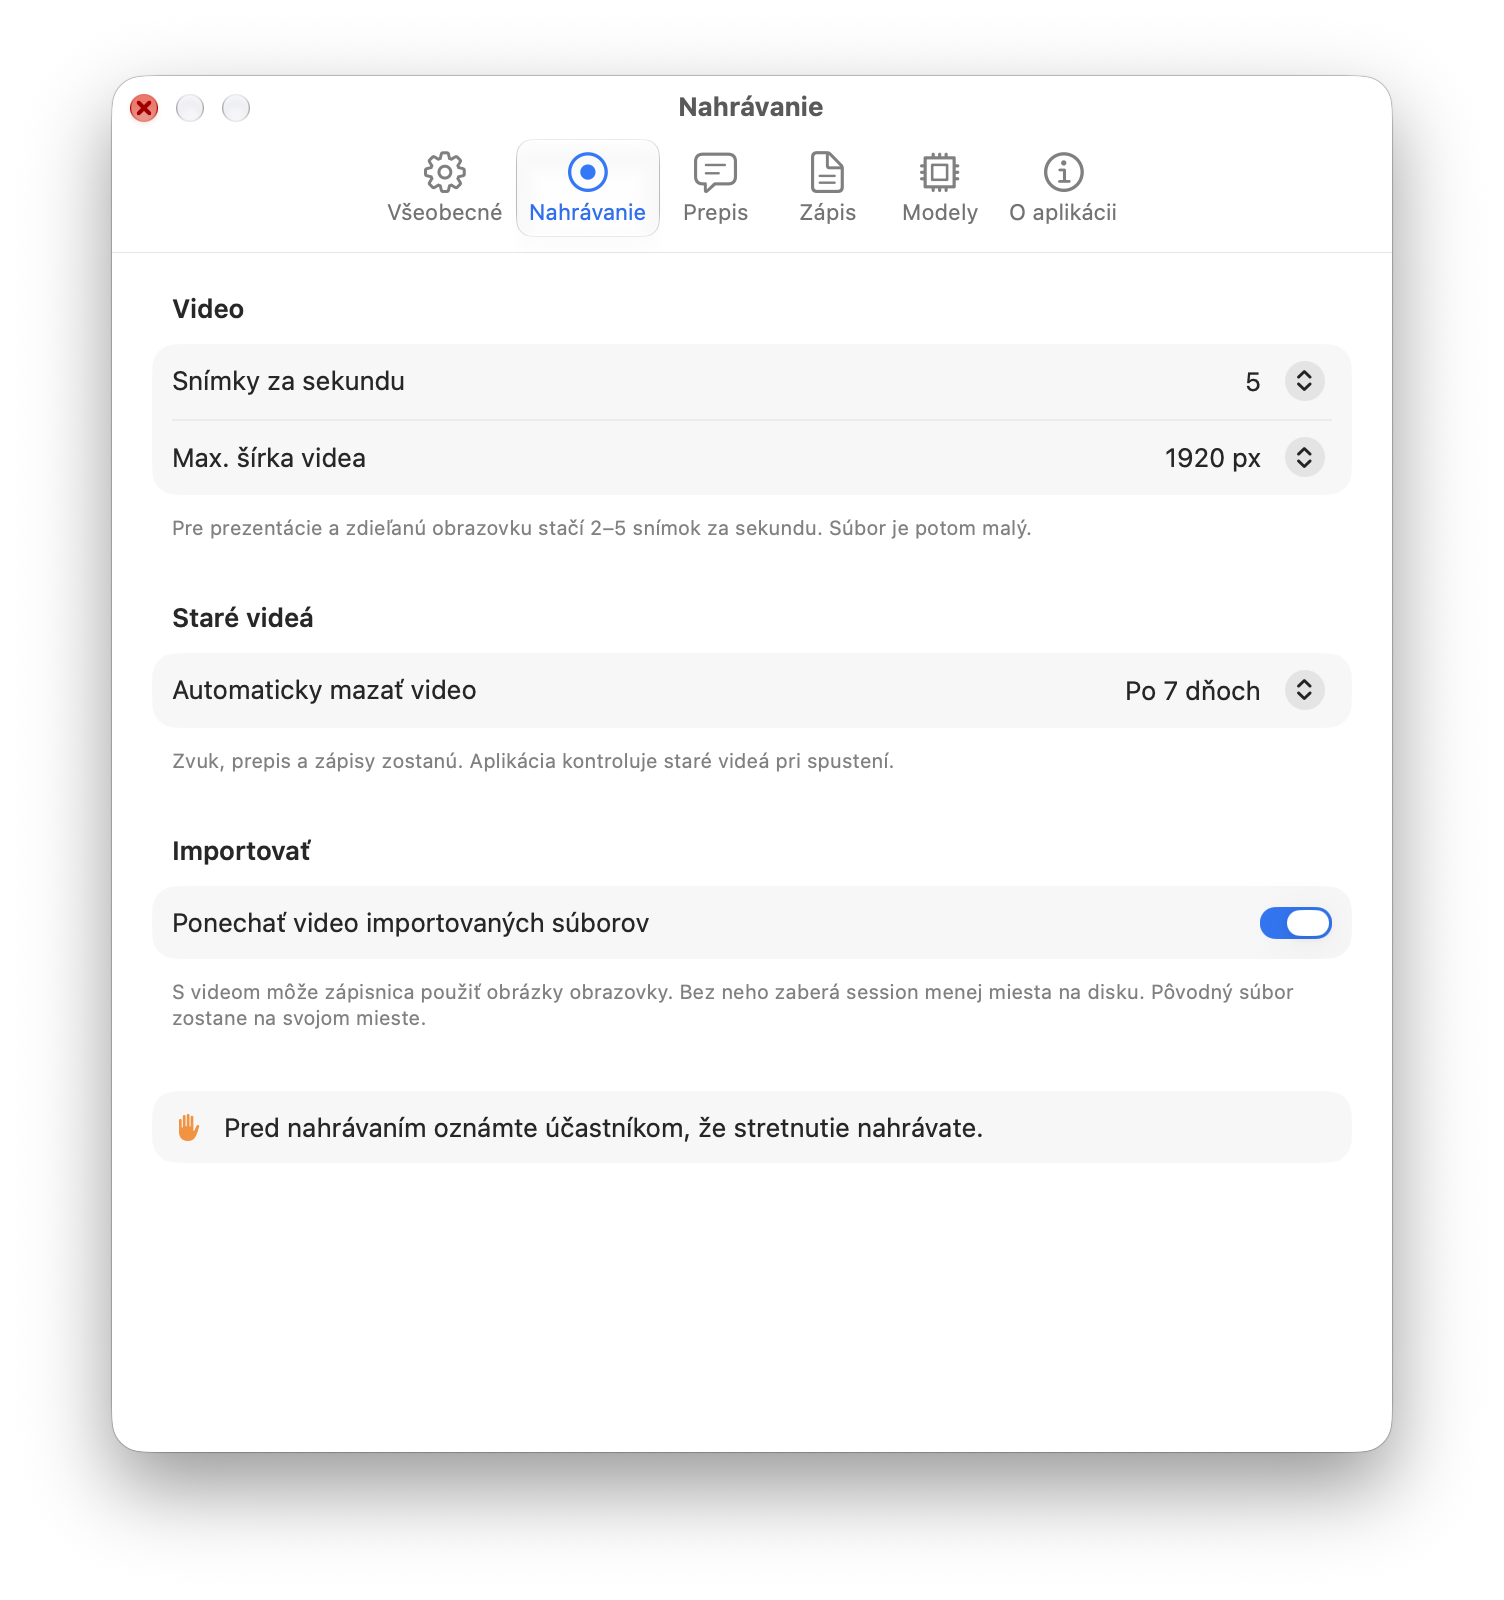 Nahrávanie
Všeobecné
Nahrávanie
Prepis
Zápis
Modely
O aplikácii
Video
Snímky za sekundu
5
Max. šírka videa
1920 px
Pre prezentácie a zdieľanú obrazovku stačí 2–5 snímok za sekundu. Súbor je potom malý.
Staré videá
Automaticky mazať video
Po 7 dňoch
Zvuk, prepis a zápisy zostanú. Aplikácia kontroluje staré videá pri spustení.
Importovať
Ponechať video importovaných súborov
S videom môže zápisnica použiť obrázky obrazovky. Bez neho zaberá session menej miesta na disku. Pôvodný súbor
zostane na svojom mieste.
Pred nahrávaním oznámte účastníkom, že stretnutie nahrávate.